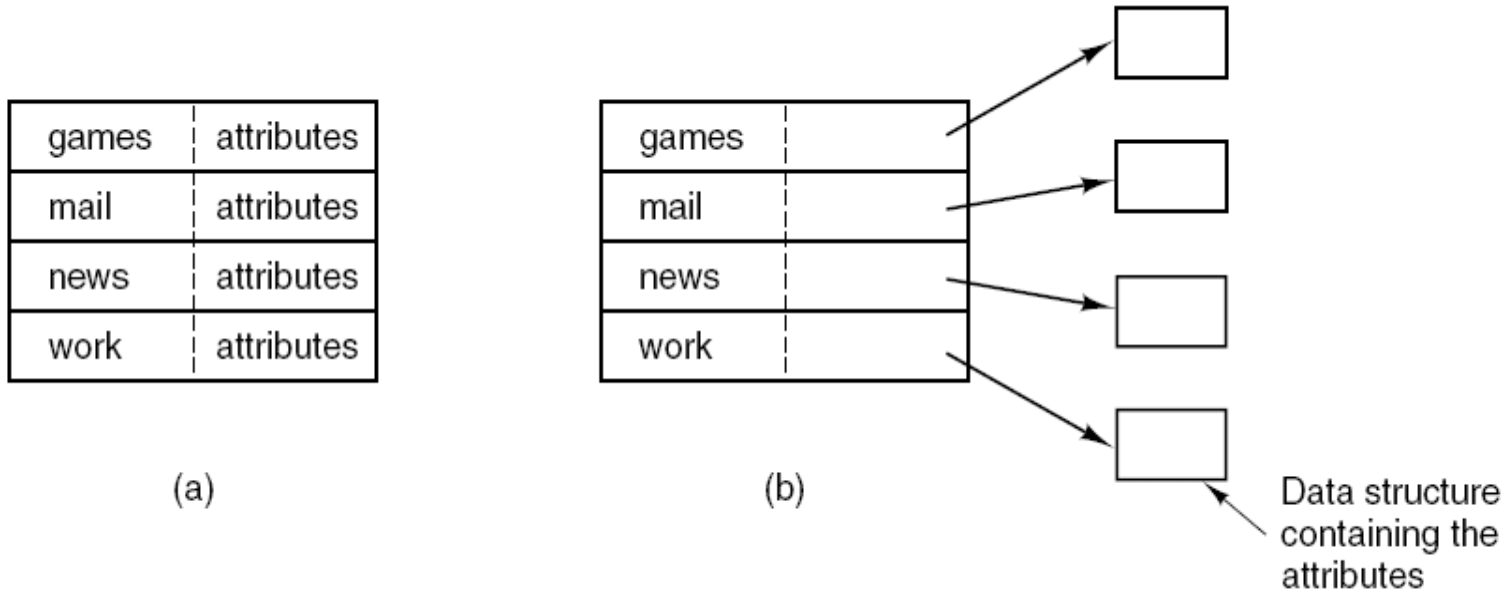 games attributes
mail attributes
news attributes
work attributes
(a)
games
mail
news
work
(b)
Data structure
containing the
attributes